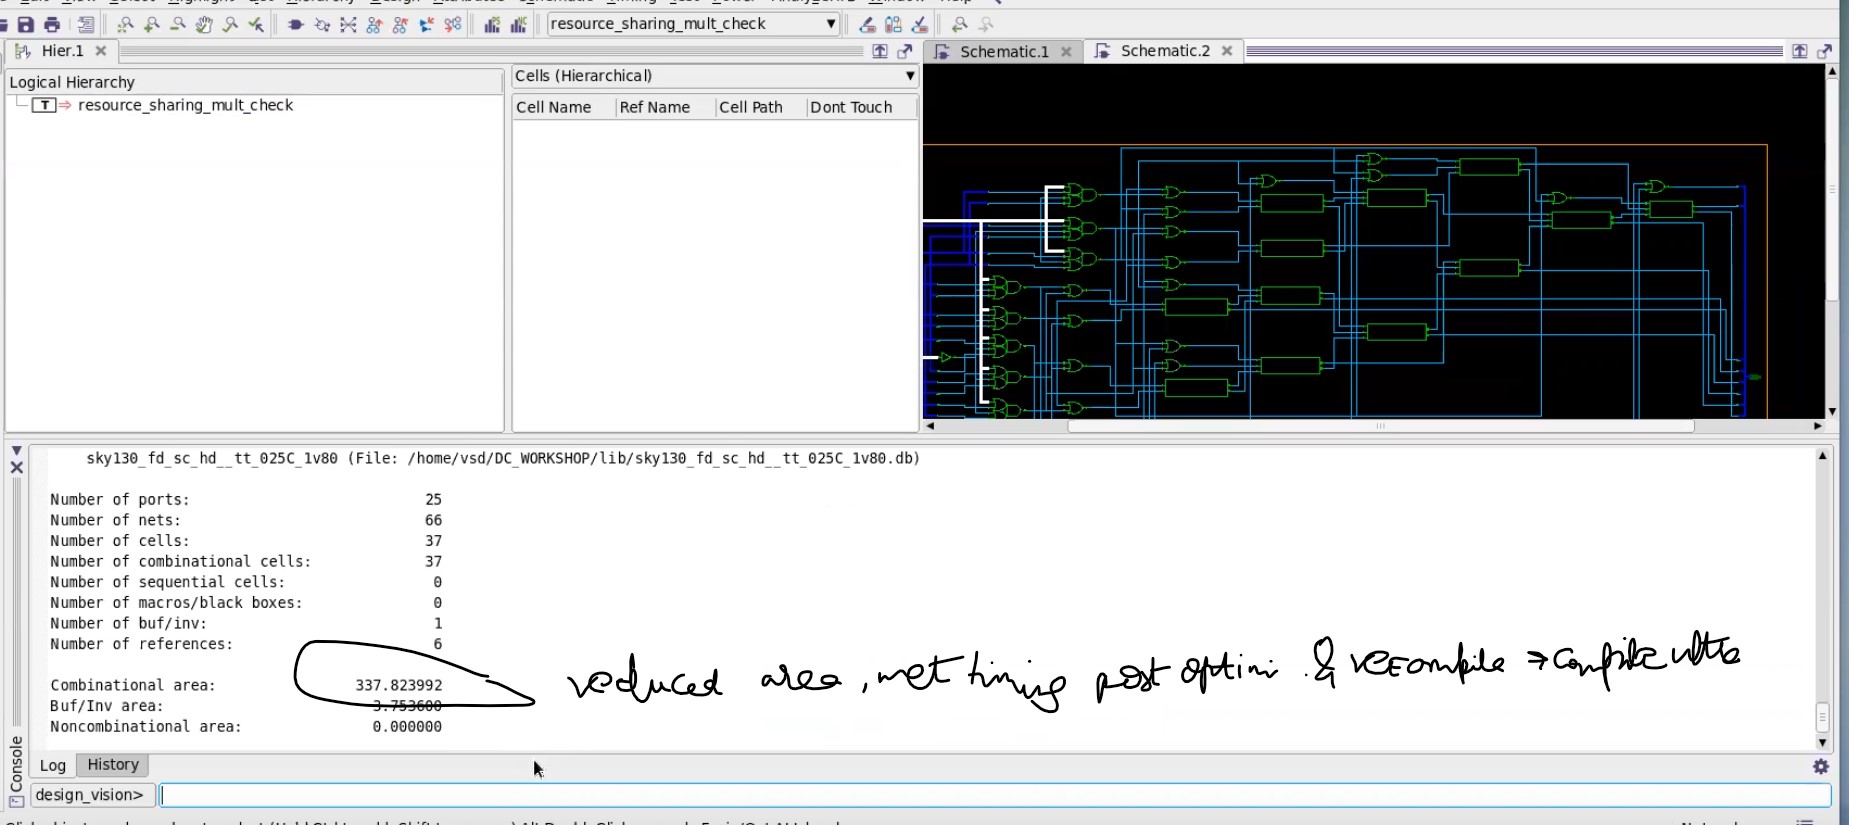 resource_sharing_mult_check
Hier.1
Schematic.1
Schematic.2
Logical Hierarchy
T resource_sharing_mult_check
Cells (Hierarchical)
Cell Name Ref Name Cell Path Dont Touch
sky130_fd_sc_hd__tt_025C_1v80 (File: /home/vsd/DC_WORKSHOP/lib/sky130_fd_sc_hd__tt_025C_1v80.db)
Number of ports: 25
Number of nets: 66
Number of cells: 37
Number of combinational cells: 37
Number of sequential cells: 0
Number of macros/black boxes: 0
Number of buf/inv: 1
Number of references: 6
Combinational area: 337.823992
reduced area, met timing post optimi & recompile → compile ultra
Buf/Inv area: 3.753600
Noncombinational area: 0.000000
Console
Log History
design_vision>